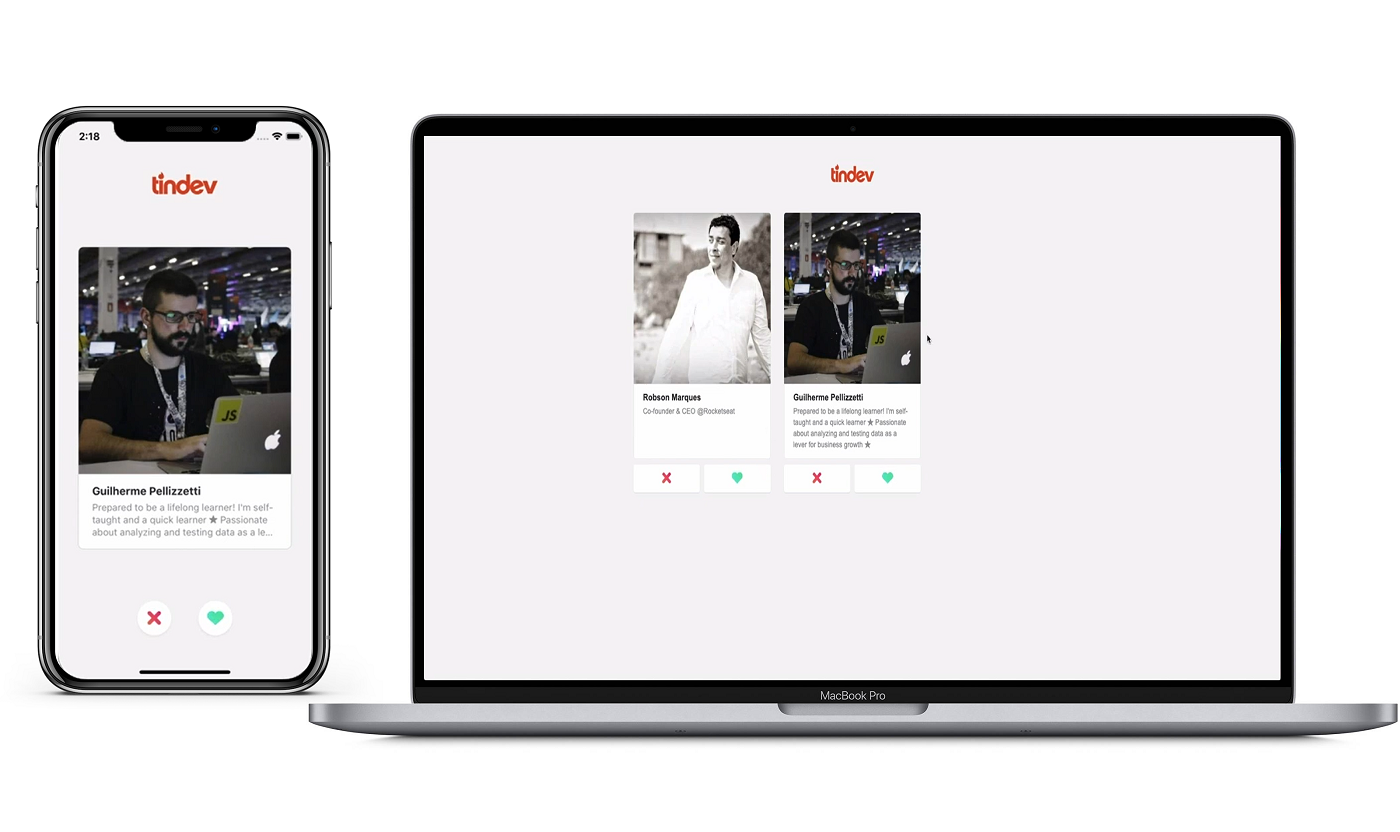 2:18
tindev
JS
Guilherme Pellizzetti
Prepared to be a lifelong learner! I'm self-
taught and a quick learner ★ Passionate
about analyzing and testing data as a le...
tindev
Robson Marques
Co-founder & CEO @Rocketseat
JS
Guilherme Pellizzetti
Prepared to be a lifelong learner! I'm self-
taught and a quick learner ★ Passionate
about analyzing and testing data as a
lever for business growth ★
MacBook Pro